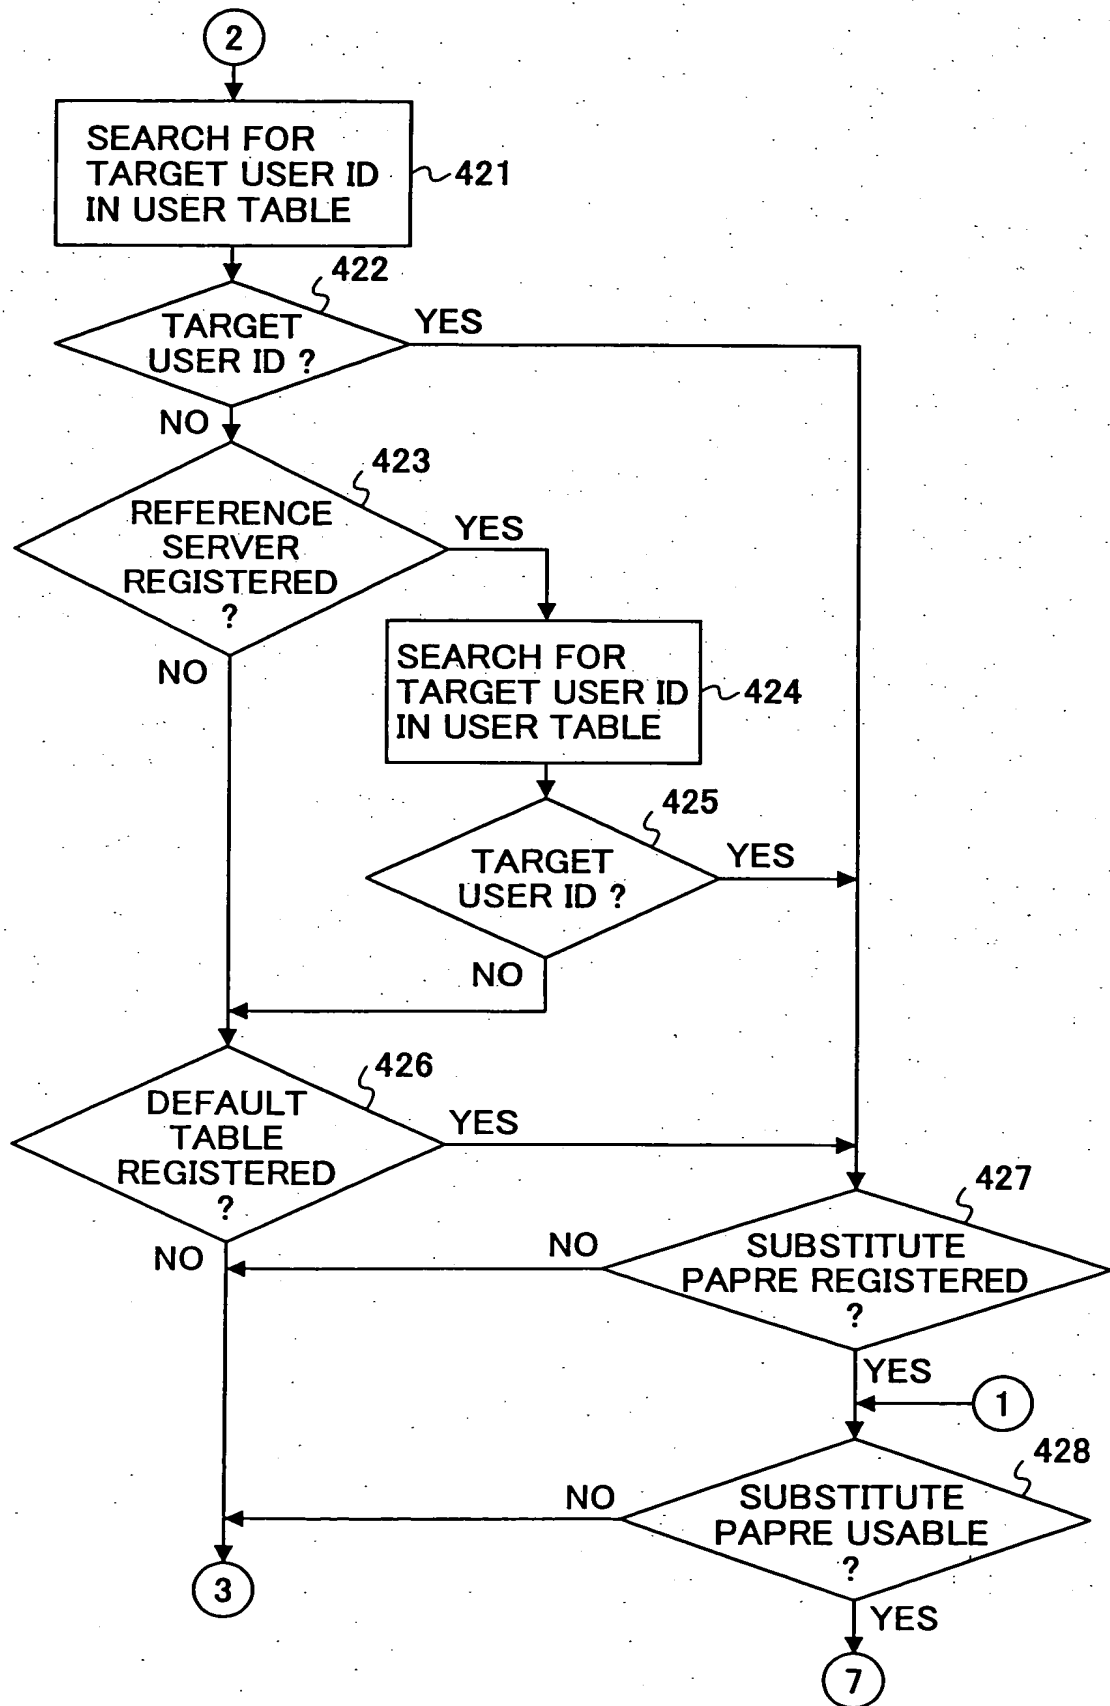 2
SEARCH FOR
TARGET USER ID
IN USER TABLE
421
422
TARGET
USER ID ?
YES
NO
423
REFERENCE
SERVER
REGISTERED
?
YES
NO
SEARCH FOR
TARGET USER ID
IN USER TABLE
424
425
TARGET
USER ID ?
YES
NO
426
DEFAULT
TABLE
REGISTERED
?
YES
NO
427
SUBSTITUTE
PAPRE REGISTERED
?
NO
YES
1
428
SUBSTITUTE
PAPRE USABLE
?
NO
YES
3
7